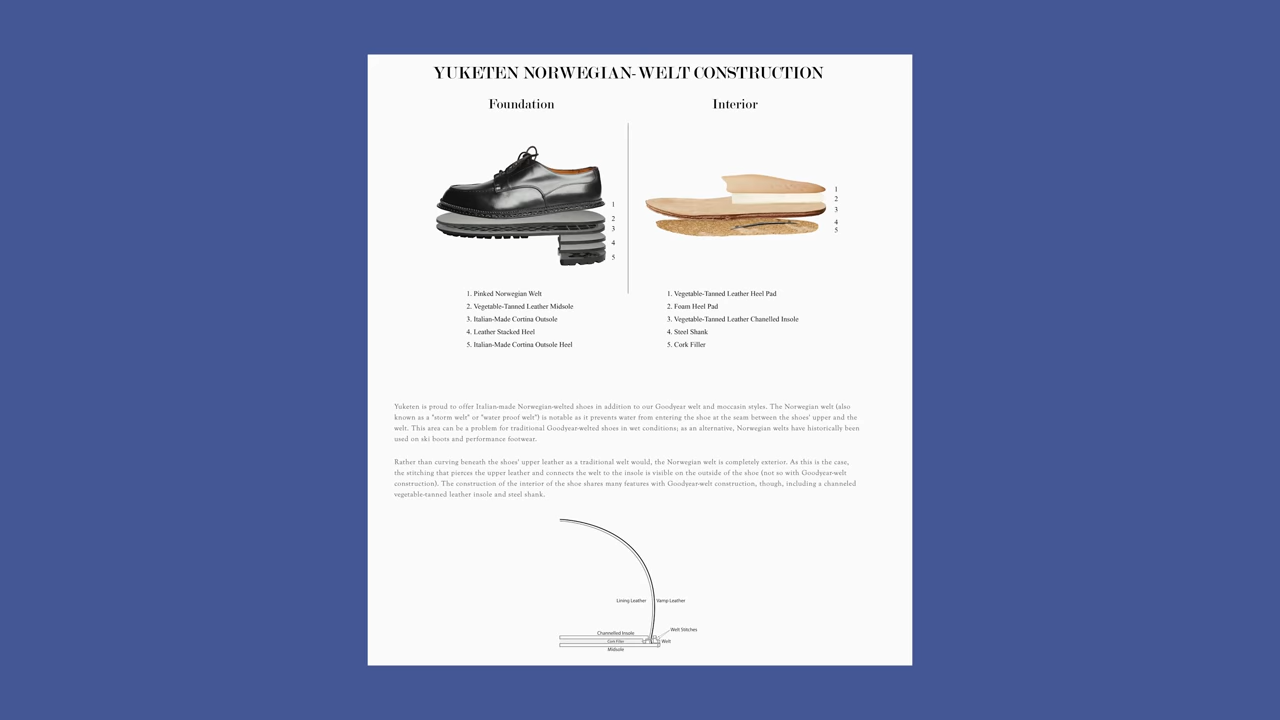 YUKETEN NORWEGIAN-WELT CONSTRUCTION
Foundation
Interior
1
2
3
4
5
1
2
3
4
5
1. Pinked Norwegian Welt
2. Vegetable-Tanned Leather Midsole
3. Italian-Made Cortina Outsole
4. Leather Stacked Heel
5. Italian-Made Cortina Outsole Heel
1. Vegetable-Tanned Leather Heel Pad
2. Foam Heel Pad
3. Vegetable-Tanned Leather Chanelled Insole
4. Steel Shank
5. Cork Filler
Yuketen is proud to offer Italian-made Norwegian-welted shoes in addition to our Goodyear welt and moccasin styles. The Norwegian welt (also
known as a "storm welt" or "water proof welt") is notable as it prevents water from entering the shoe at the seam between the shoes' upper and the
welt. This area can be a problem for traditional Goodyear-welted shoes in wet conditions; as an alternative, Norwegian welts have historically been
used on ski boots and performance footwear.
Rather than curving beneath the shoes' upper leather as a traditional welt would, the Norwegian welt is completely exterior. As this is the case,
the stitching that pierces the upper leather and connects the welt to the insole is visible on the outside of the shoe (not so with Goodyear-welt
construction). The construction of the interior of the shoe shares many features with Goodyear-welt construction, though, including a channeled
vegetable-tanned leather insole and steel shank.
Lining Leather
Vamp Leather
Welt Stitches
Channelled Insole
Cork Filler
Welt
Midsole